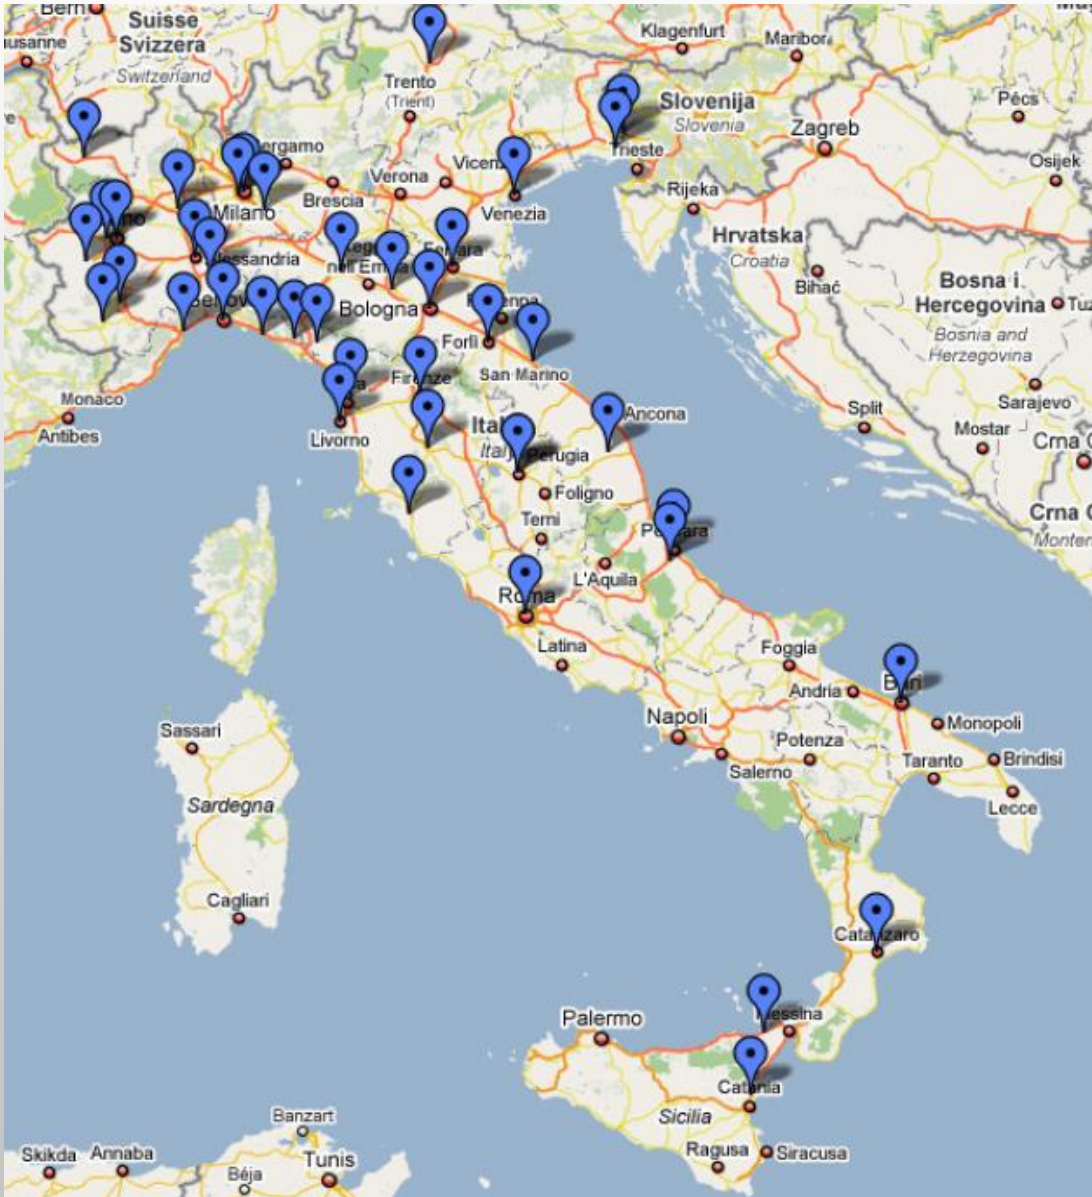 Bern
Suisse
Svizzera
Switzerland
Klagenfurt
Maribor
Trento
(Trient)
Slovenija
Slovenia
Pécs
Zagreb
Trieste
Osijek
Verona
Brescia
Rijeka
Milano
Venezia
Hrvatska
Croatia
Bihać
Bosna i
Hercegovina
Bosnia and
Herzegovina
Bologna
Forlì
San Marino
Monaco
Antibes
Sarajevo
Split
Mostar
Crna
Livorno
Ancona
Perugia
Foligno
Terni
L'Aquila
Roma
Latina
Foggia
Andria
Bari
Monopoli
Napoli
Salerno
Potenza
Taranto
Brindisi
Lecce
Sassari
Sardegna
Cagliari
Catanzaro
Palermo
Messina
Catania
Sicilia
Ragusa
Siracusa
Banzart
Skikda
Annaba
Béja
Tunis